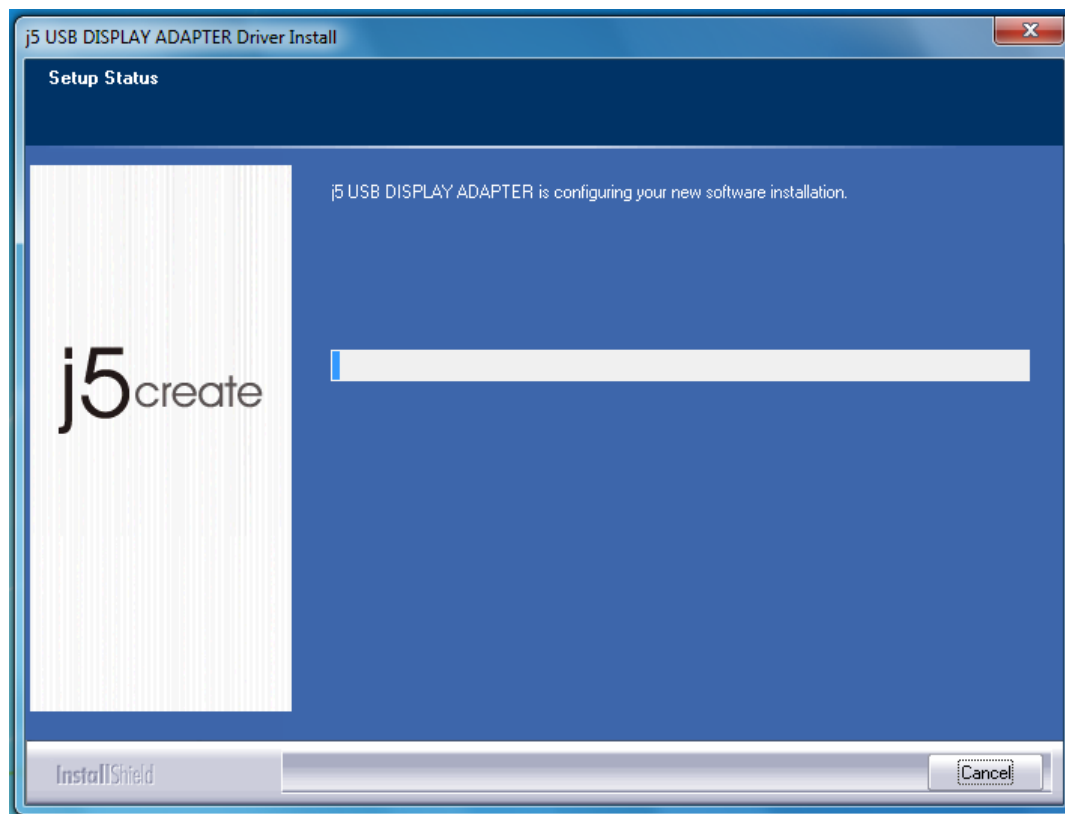 j5 USB DISPLAY ADAPTER Driver Install
Setup Status
j5 USB DISPLAY ADAPTER is configuring your new software installation.
j5create
InstallShield
Cancel